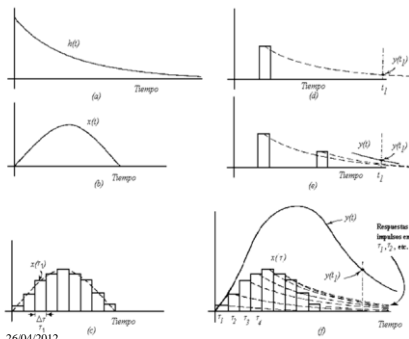 h(t)
Tiempo
(a)
x(t)
Tiempo
(b)
x(τ₁)
Δτ
τ₁
Tiempo
(c)
26/04/2012
y(t₁)
t₁
Tiempo
(d)
y(t)
y(t₁)
t₁
Tiempo
(e)
y(t)
Respuestas
impulsos en
τ₁, τ₂, etc.
x(τ)
y(t₁)
τ₁ τ₂ τ₃ τ₄
Tiempo
(f)